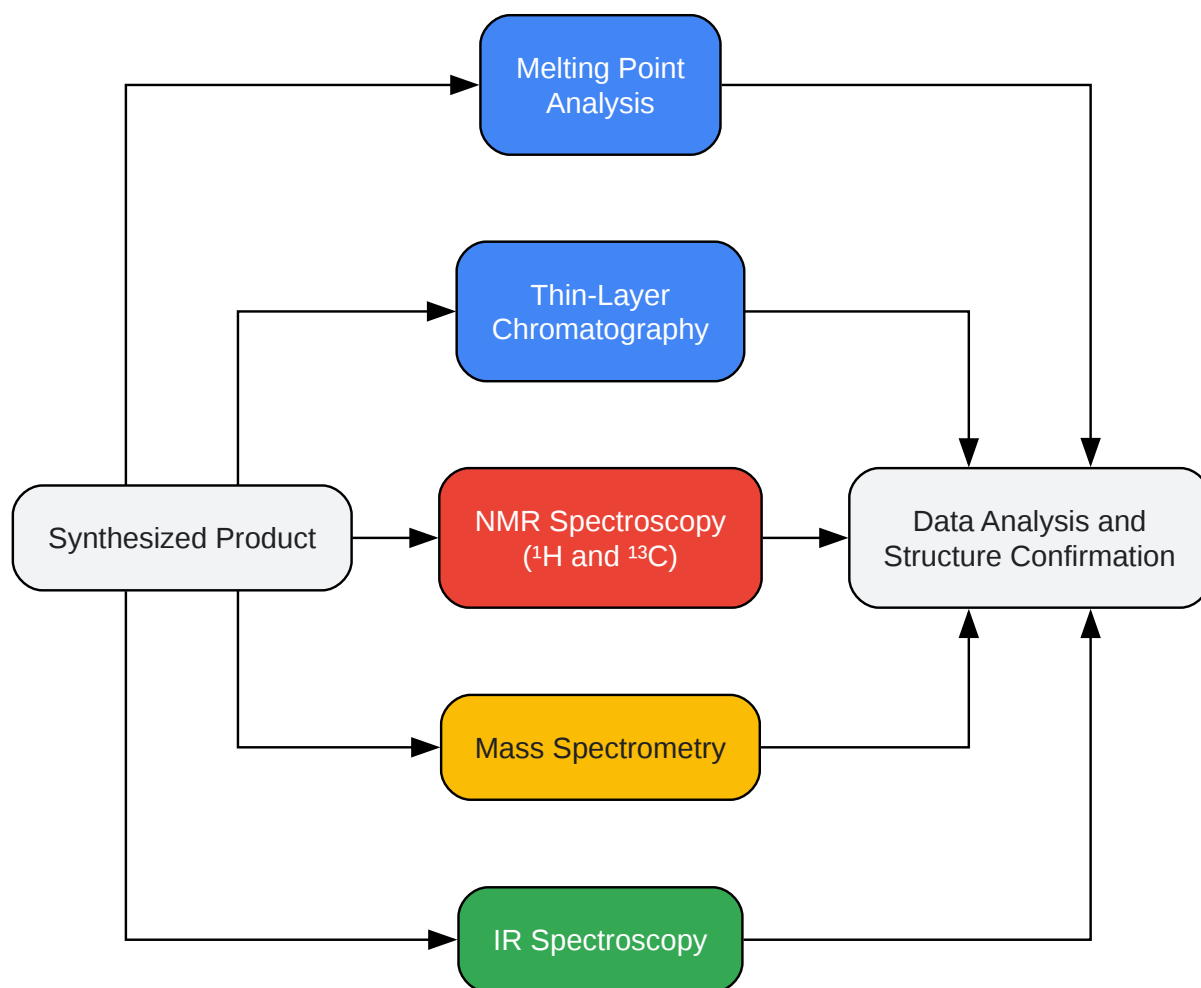 Melting Point
Analysis
Thin-Layer
Chromatography
Synthesized Product
NMR Spectroscopy
(¹H and ¹³C)
Data Analysis and
Structure Confirmation
Mass Spectrometry
IR Spectroscopy